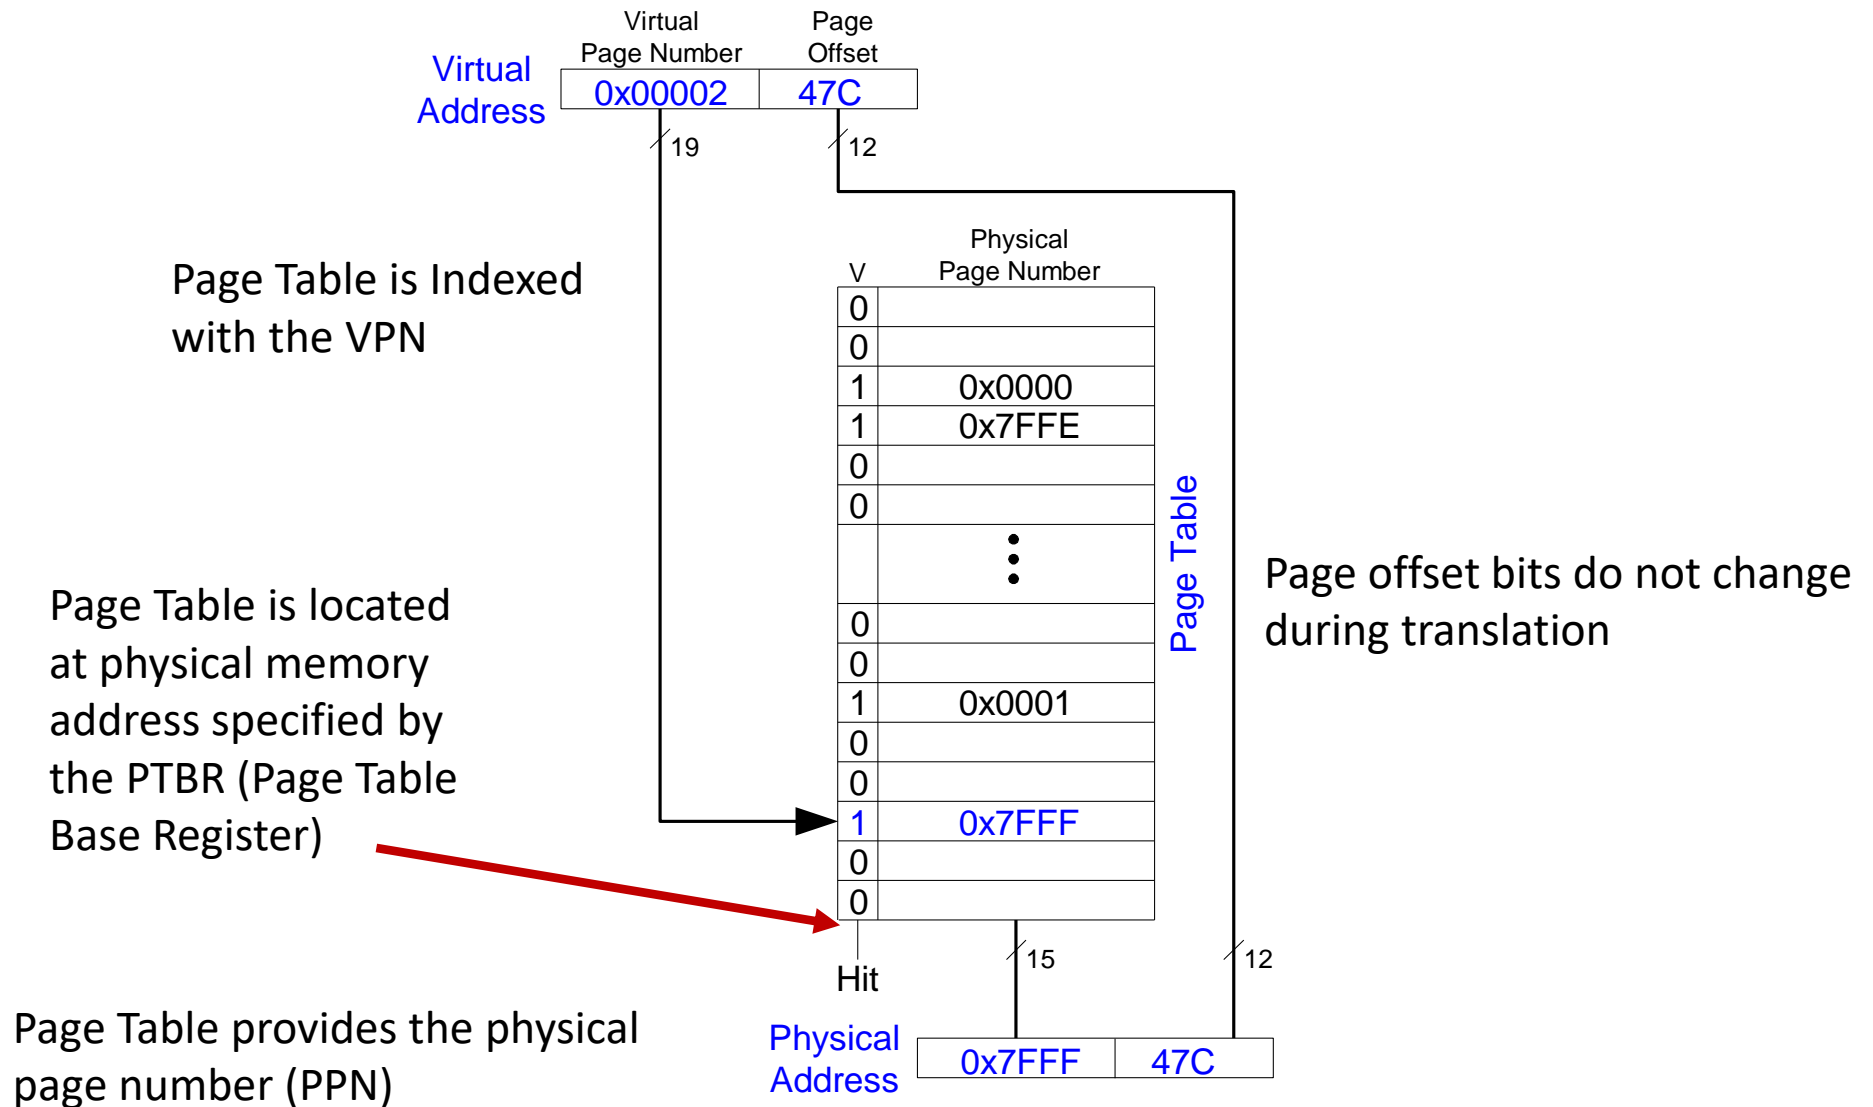 Virtual
Page Number
Page
Offset
Virtual
Address
0x00002
47C
19
12
Page Table is Indexed
with the VPN
V
Physical
Page Number
0
0
1 0x0000
1 0x7FFE
0
0
0
0
1 0x0001
0
0
1 0x7FFF
0
0
Page Table
Page offset bits do not change
during translation
Page Table is located
at physical memory
address specified by
the PTBR (Page Table
Base Register)
Hit
15
12
Page Table provides the physical
page number (PPN)
Physical
Address
0x7FFF
47C